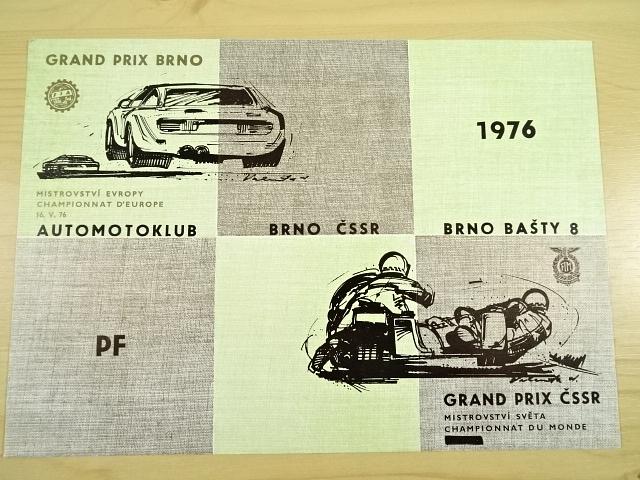 GRAND PRIX BRNO
1976
MISTROVSTVÍ EVROPY
CHAMPIONNAT D'EUROPE
16. V. 76
AUTOMOTOKLUB BRNO ČSSR BRNO BAŠTY 8
PF
GRAND PRIX ČSSR
MISTROVSTVÍ SVĚTA
CHAMPIONNAT DU MONDE